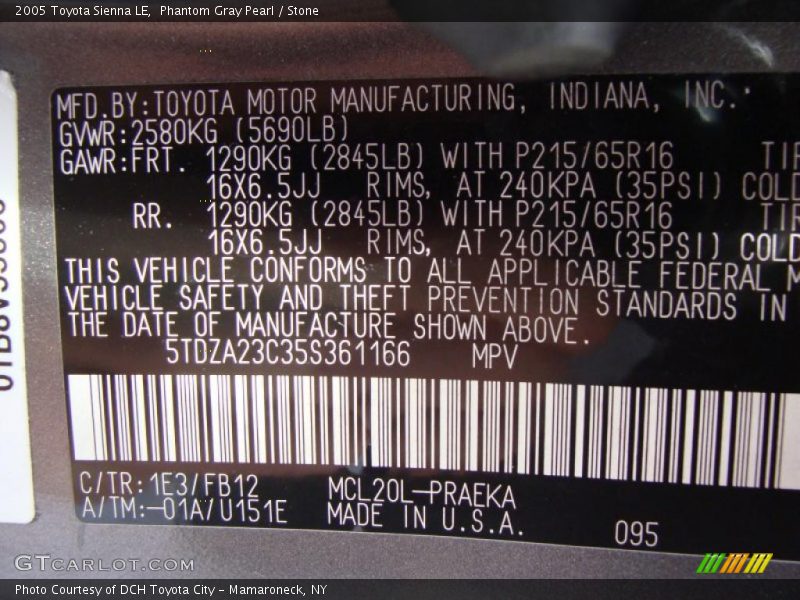 2005 Toyota Sienna LE, Phantom Gray Pearl / Stone
MFD.BY:TOYOTA MOTOR MANUFACTURING, INDIANA, INC.
GVWR:2580KG (5690LB)
GAWR:FRT. 1290KG (2845LB) WITH P215/65R16 TIR
16X6.5JJ RIMS, AT 240KPA (35PSI) COLD
RR. 1290KG (2845LB) WITH P215/65R16 TIR
16X6.5JJ RIMS, AT 240KPA (35PSI) COLD
THIS VEHICLE CONFORMS TO ALL APPLICABLE FEDERAL M
VEHICLE SAFETY AND THEFT PREVENTION STANDARDS IN
THE DATE OF MANUFACTURE SHOWN ABOVE.
5TDZA23C35S361166 MPV
C/TR:1E3/FB12 MCL20L-PRAEKA
A/TM:-01A/U151E MADE IN U.S.A.
095
GTCARLOT.COM
Photo Courtesy of DCH Toyota City - Mamaroneck, NY